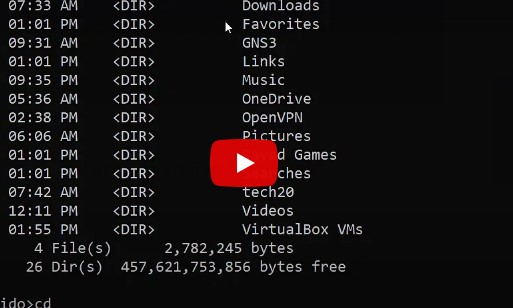 07:33 AM <DIR> Downloads
01:01 PM <DIR> Favorites
09:31 AM <DIR> GNS3
01:01 PM <DIR> Links
09:35 AM <DIR> Music
05:36 AM <DIR> OneDrive
02:38 PM <DIR> OpenVPN
06:06 AM <DIR> Pictures
01:01 PM <DIR> Games
01:01 PM <DIR>
07:42 AM <DIR> tech20
12:11 PM <DIR> Videos
01:55 PM <DIR> VirtualBox VMs
4 File(s) 2,782,245 bytes
26 Dir(s) 457,621,753,856 bytes free
ido>cd